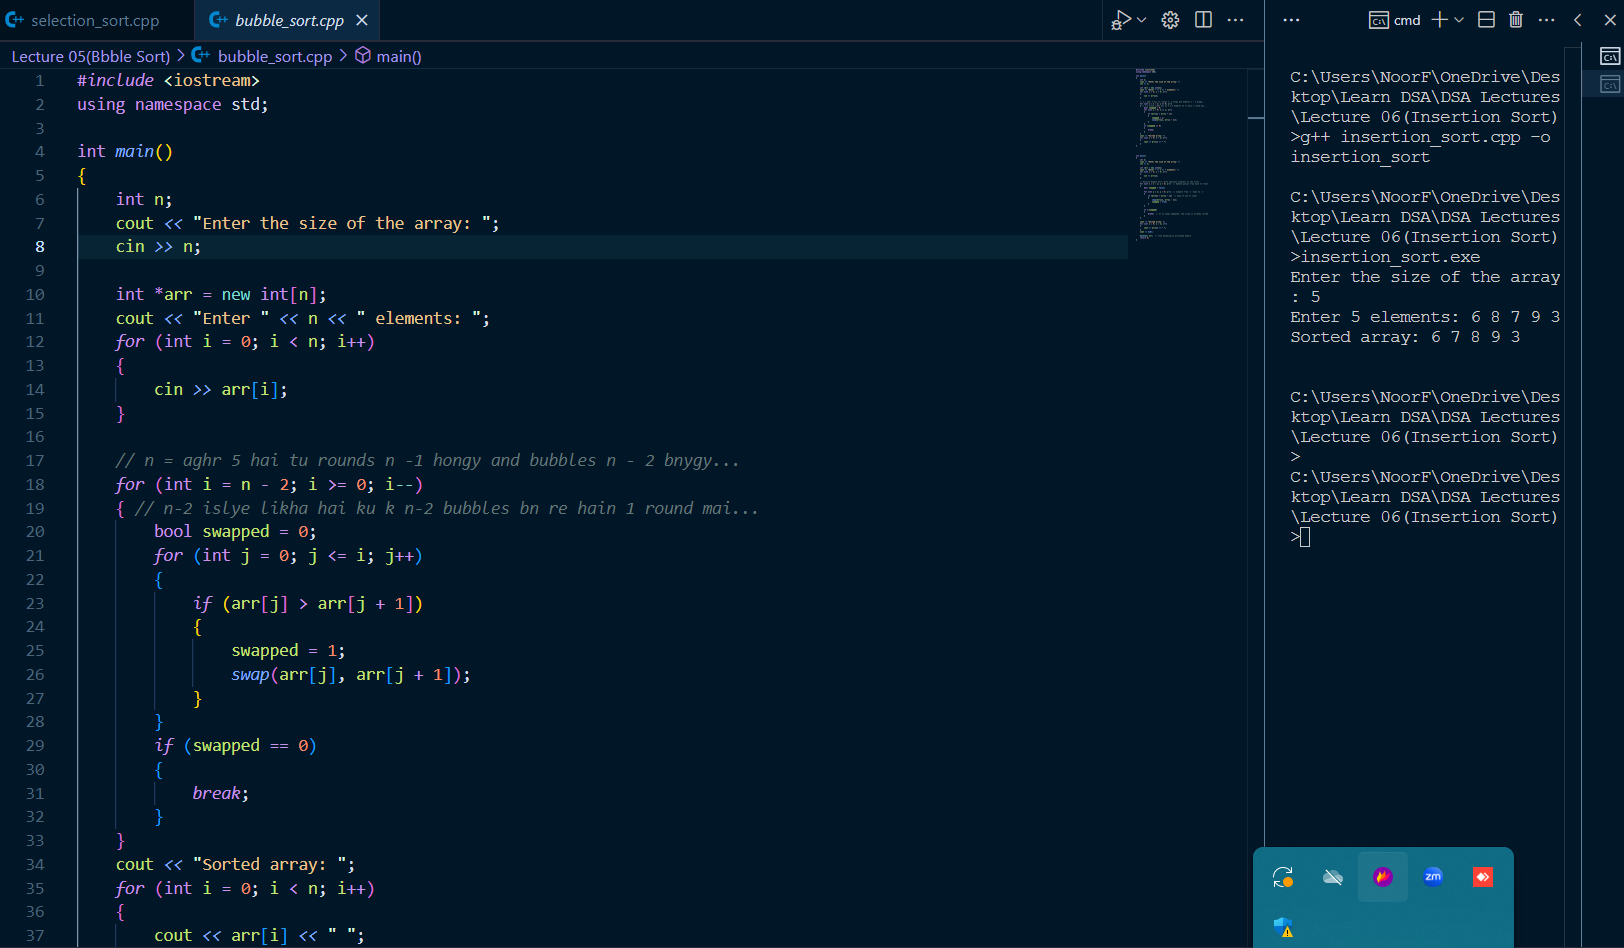 selection_sort.cpp
bubble_sort.cpp
cmd
Lecture 05(Bbble Sort) > bubble_sort.cpp > main()
1 #include <iostream>
2 using namespace std;
3
4 int main()
5 {
6 int n;
7 cout << "Enter the size of the array: ";
8 cin >> n;
9
10 int *arr = new int[n];
11 cout << "Enter " << n << " elements: ";
12 for (int i = 0; i < n; i++)
13 {
14 cin >> arr[i];
15 }
16
17 // n = aghr 5 hai tu rounds n -1 hongy and bubbles n - 2 bnygy...
18 for (int i = n - 2; i >= 0; i--)
19 { // n-2 islye likha hai ku k n-2 bubbles bn re hain 1 round mai...
20 bool swapped = 0;
21 for (int j = 0; j <= i; j++)
22 {
23 if (arr[j] > arr[j + 1])
24 {
25 swapped = 1;
26 swap(arr[j], arr[j + 1]);
27 }
28 }
29 if (swapped == 0)
30 {
31 break;
32 }
33 }
34 cout << "Sorted array: ";
35 for (int i = 0; i < n; i++)
36 {
37 cout << arr[i] << " ";
C:\Users\NoorF\OneDrive\Des
ktop\Learn DSA\DSA Lectures
\Lecture 06(Insertion Sort)
>g++ insertion_sort.cpp -o
insertion_sort
C:\Users\NoorF\OneDrive\Des
ktop\Learn DSA\DSA Lectures
\Lecture 06(Insertion Sort)
>insertion_sort.exe
Enter the size of the array
: 5
Enter 5 elements: 6 8 7 9 3
Sorted array: 6 7 8 9 3
C:\Users\NoorF\OneDrive\Des
ktop\Learn DSA\DSA Lectures
\Lecture 06(Insertion Sort)
>
C:\Users\NoorF\OneDrive\Des
ktop\Learn DSA\DSA Lectures
\Lecture 06(Insertion Sort)
>
zm